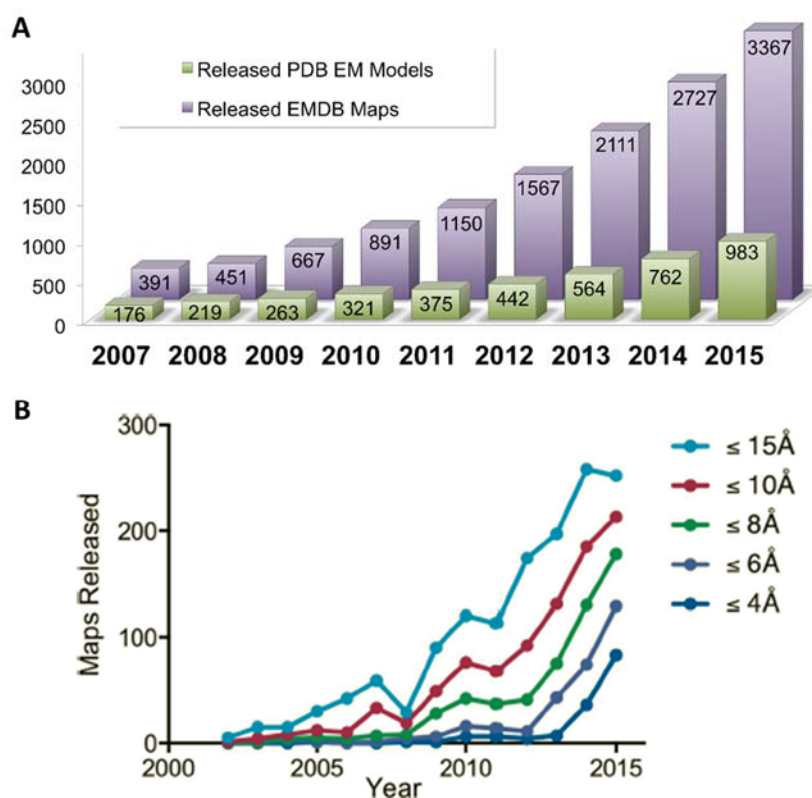 A
Released PDB EM Models
Released EMDB Maps
3000
2500
2000
1500
1000
500
0
391 451 667 891 1150 1567 2111 2727 3367
176 219 263 321 375 442 564 762 983
2007 2008 2009 2010 2011 2012 2013 2014 2015
B
300
200
100
0
Maps Released
2000 2005 2010 2015
Year
≤ 15Å
≤ 10Å
≤ 8Å
≤ 6Å
≤ 4Å